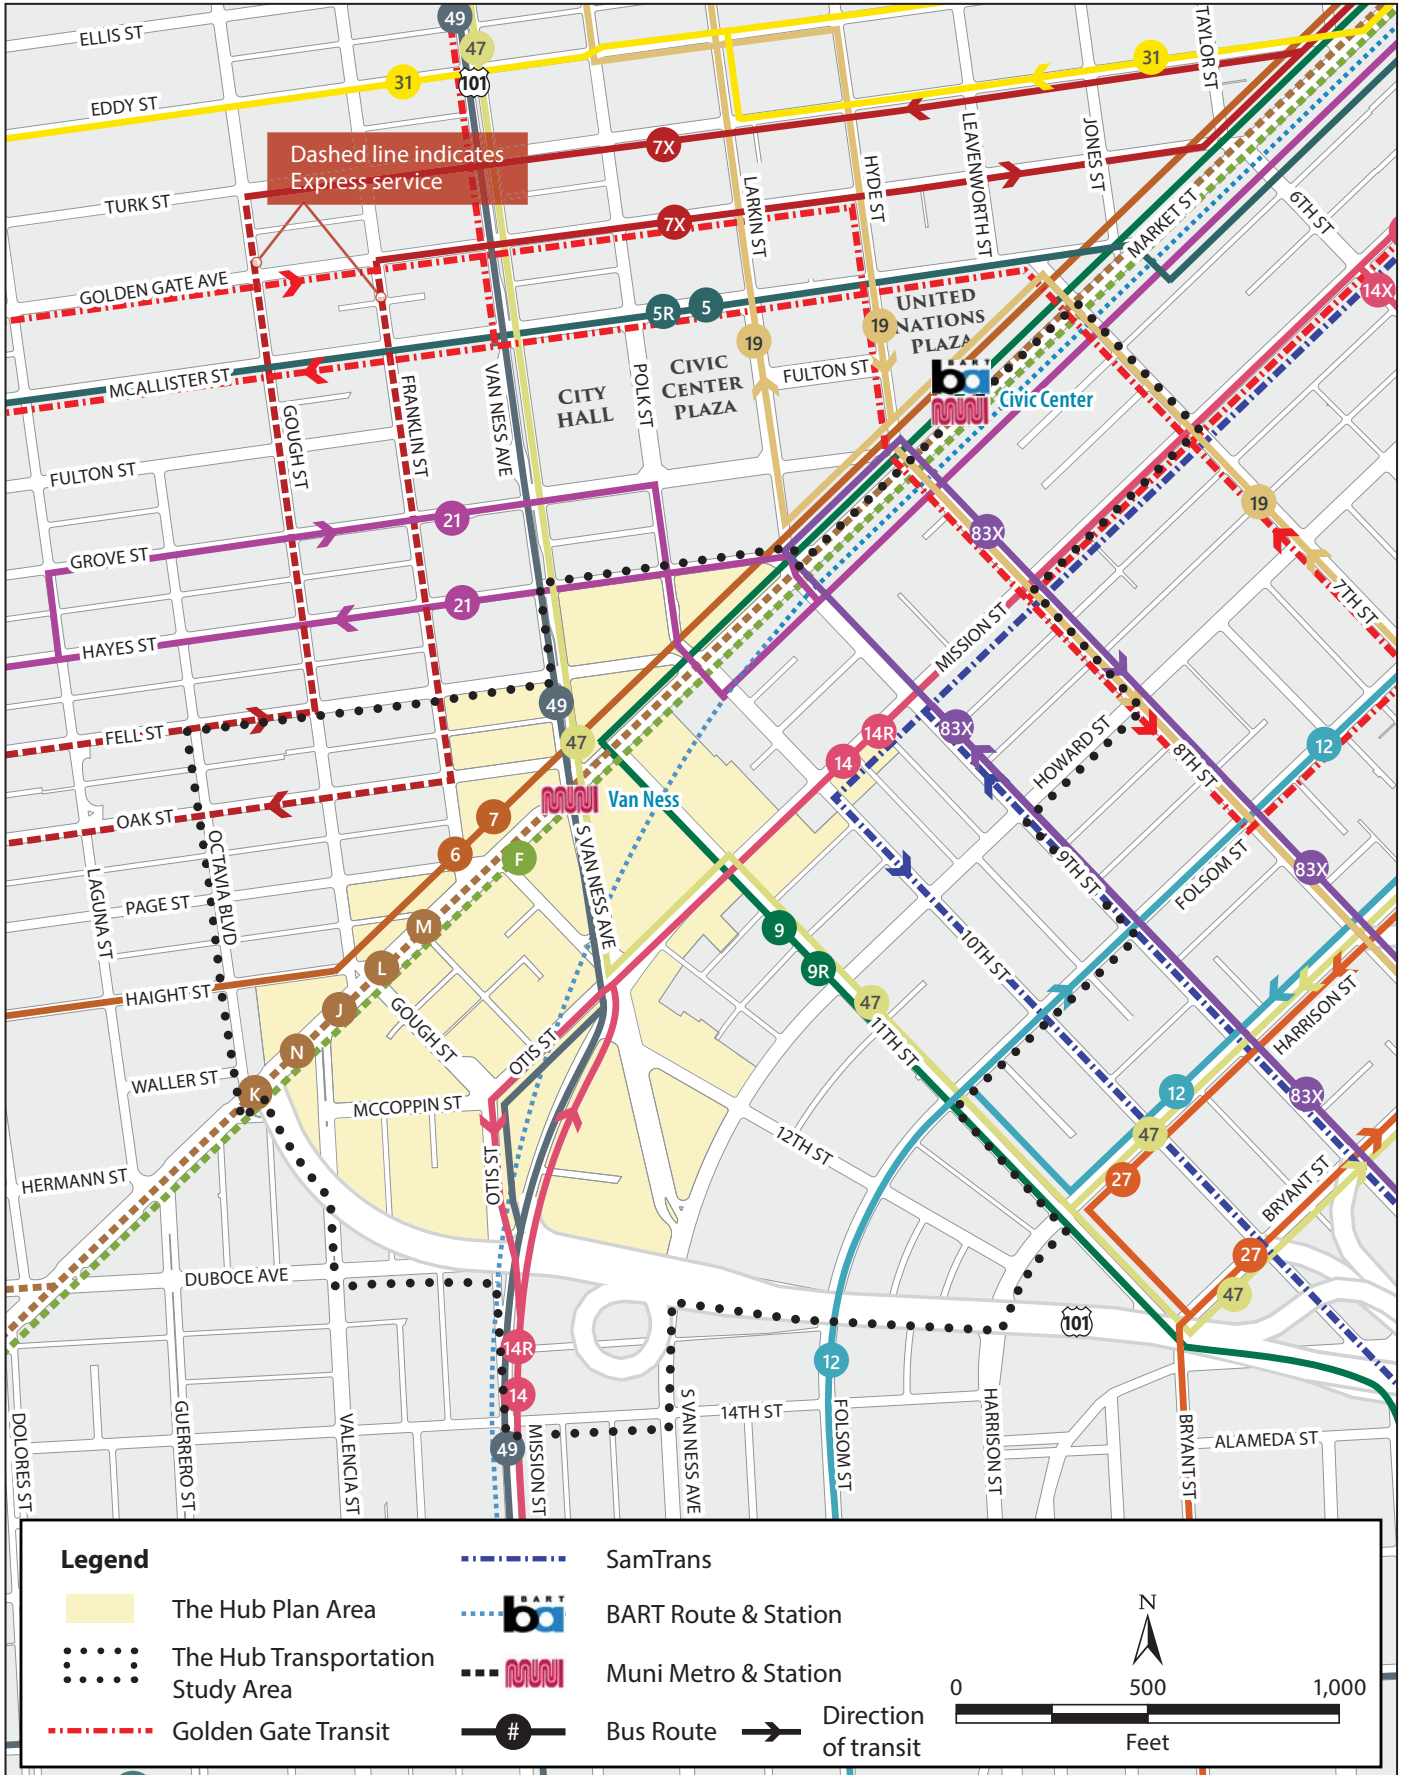 49
47
101
ELLIS ST
TAYLOR ST
31
31
EDDY ST
Dashed line indicates
Express service
7X
LEAVENWORTH ST
JONES ST
HYDE ST
LARKIN ST
TURK ST
7X
6TH ST
MARKET ST
GOLDEN GATE AVE
14X
5R
5
UNITED
NATIONS
PLAZA
19
19
MCALLISTER ST
VAN NESS AVE
CITY
HALL
POLK ST
CIVIC
CENTER
PLAZA
FULTON ST
BART
ba
MUNI
Civic Center
GOUGH ST
FRANKLIN ST
FULTON ST
21
19
83X
GROVE ST
21
7TH ST
HAYES ST
MISSION ST
49
FELL ST
47
14R
83X
12
14
HOWARD ST
8TH ST
MUNI
Van Ness
OAK ST
7
S VAN NESS AVE
6
F
OCTAVIA BLVD
LAGUNA ST
PAGE ST
9TH ST
FOLSOM ST
83X
M
9
10TH ST
L
9R
HAIGHT ST
47
J
GOUGH ST
HARRISON ST
11TH ST
N
OTIS ST
WALLER ST
K
MCCOPPIN ST
12
83X
47
12TH ST
OTIS ST
HERMANN ST
27
BRYANT ST
27
DUBOCE AVE
47
101
14R
12
14
DOLORES ST
GUERRERO ST
VALENCIA ST
49
MISSION ST
S VAN NESS AVE
14TH ST
FOLSOM ST
HARRISON ST
BRYANT ST
ALAMEDA ST
Legend
The Hub Plan Area
The Hub Transportation
Study Area
Golden Gate Transit
SamTrans
BART
ba
BART Route & Station
MUNI
Muni Metro & Station
#
Bus Route
Direction
of transit
N
0
500
1,000
Feet